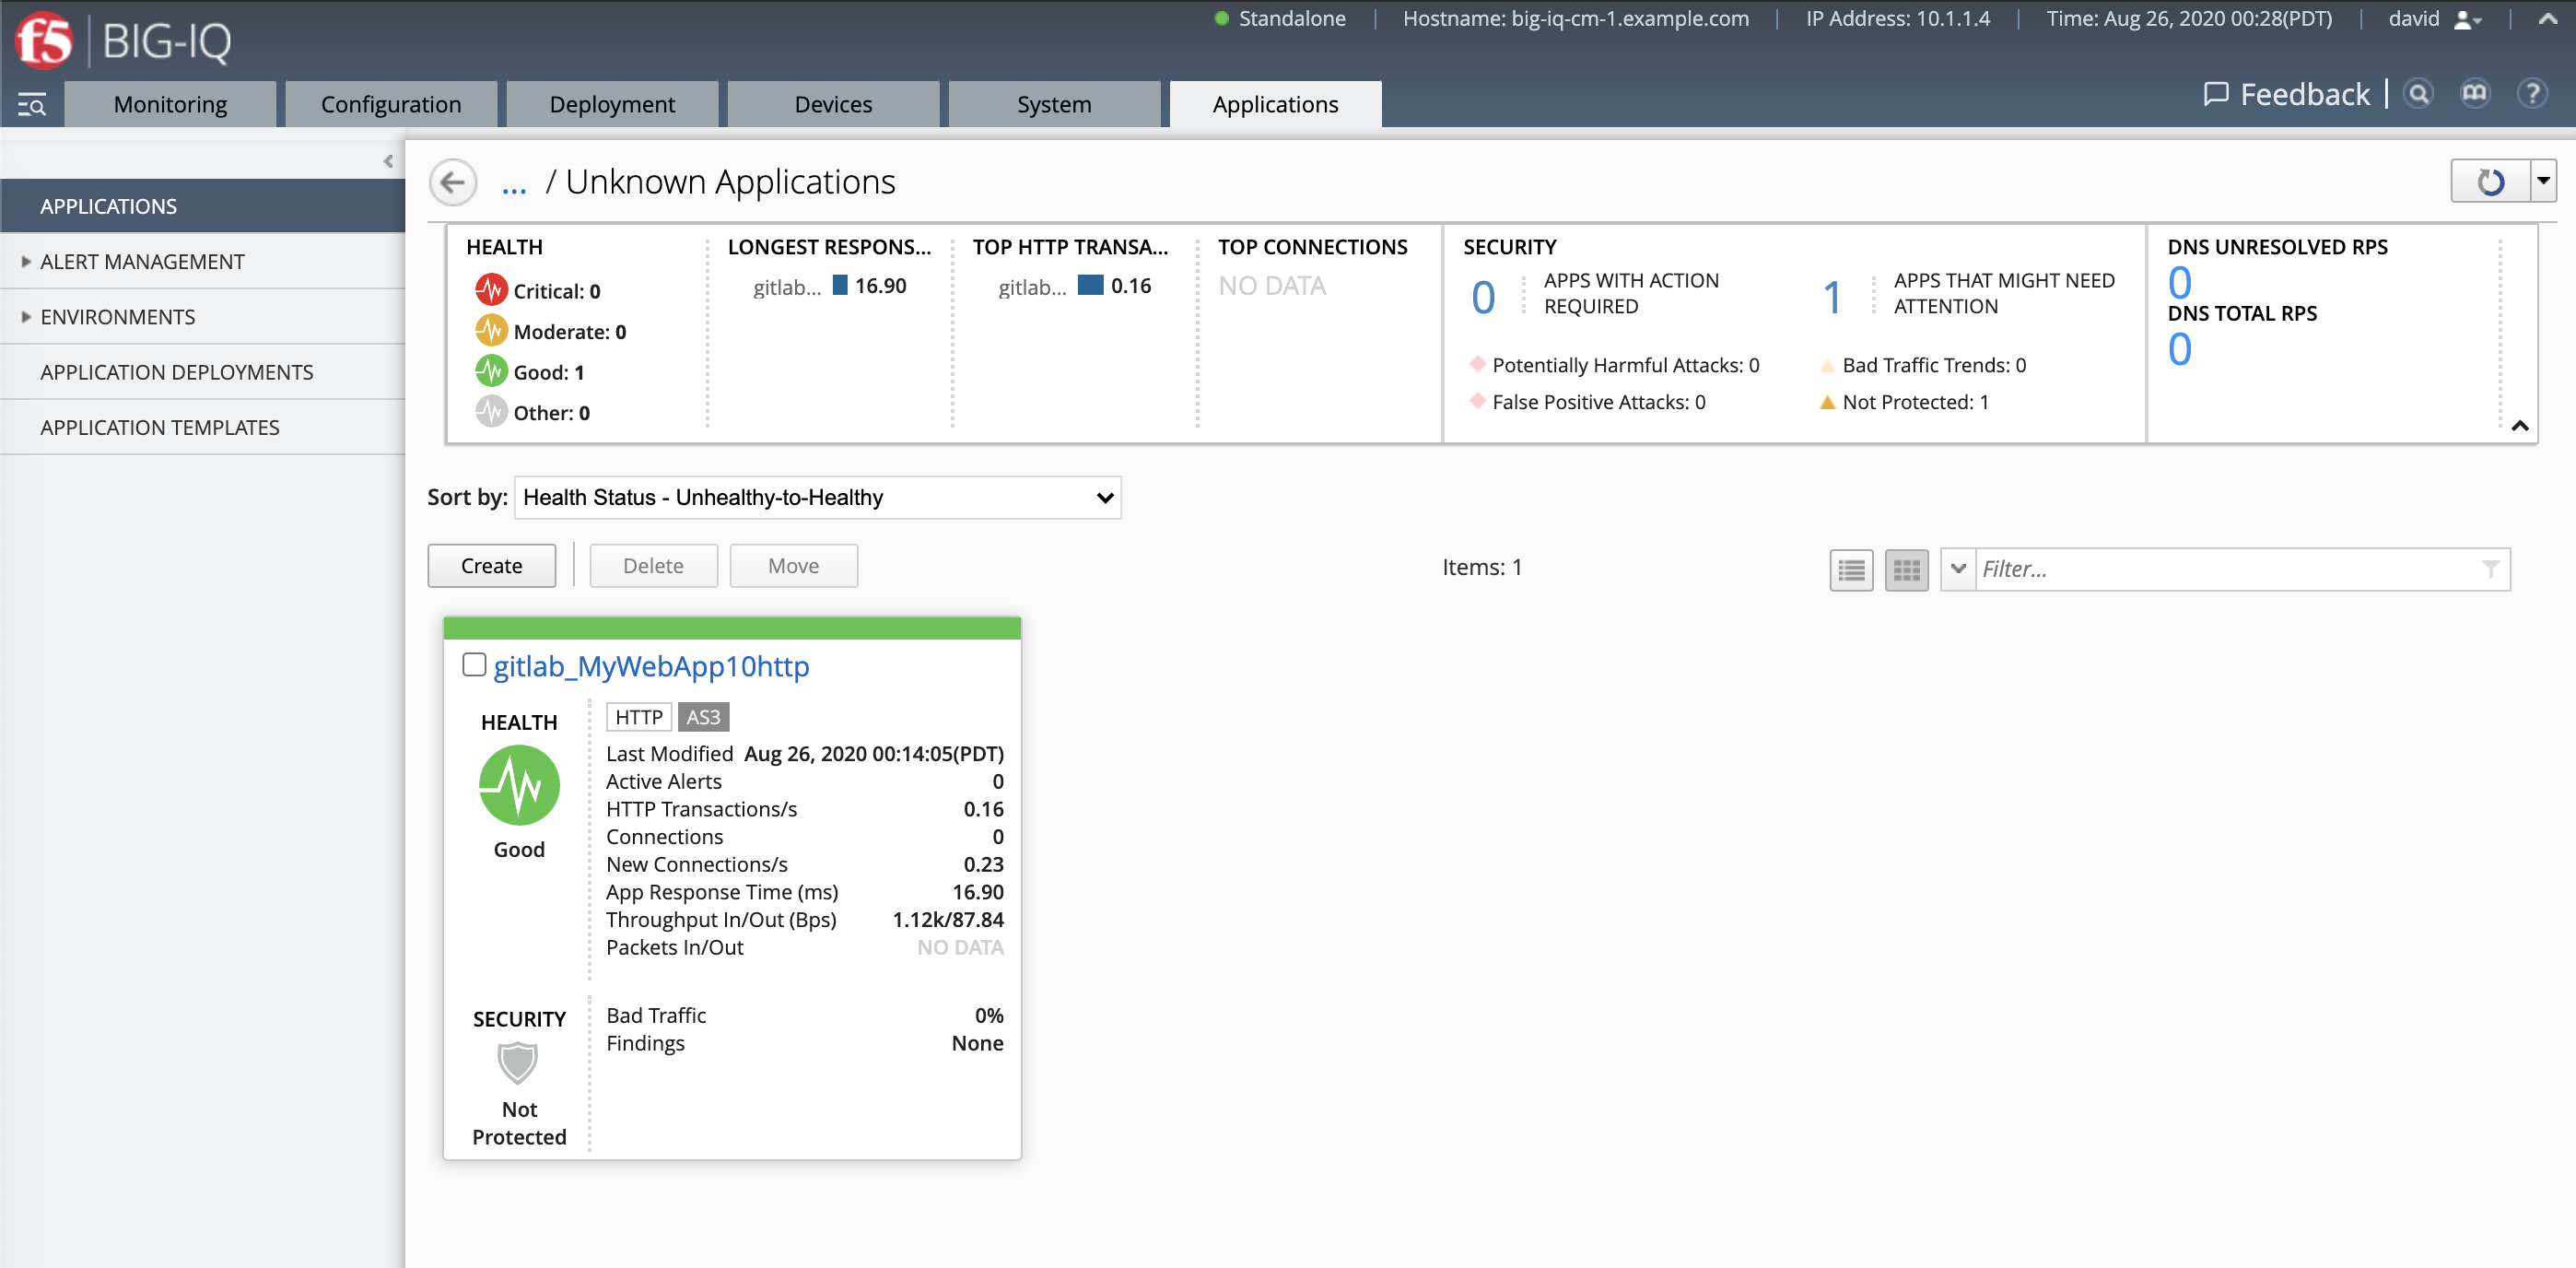 Standalone | Hostname: big-iq-cm-1.example.com | IP Address: 10.1.1.4 | Time: Aug 26, 2020 00:28(PDT) | david
f5 BIG-IQ
Monitoring Configuration Deployment Devices System Applications
Feedback | ?
APPLICATIONS
ALERT MANAGEMENT
ENVIRONMENTS
APPLICATION DEPLOYMENTS
APPLICATION TEMPLATES
... / Unknown Applications
HEALTH
Critical: 0
Moderate: 0
Good: 1
Other: 0
LONGEST RESPONS...
gitlab... 16.90
TOP HTTP TRANSA...
gitlab... 0.16
TOP CONNECTIONS
NO DATA
SECURITY
0 APPS WITH ACTION
REQUIRED
1 APPS THAT MIGHT NEED
ATTENTION
Potentially Harmful Attacks: 0
False Positive Attacks: 0
Bad Traffic Trends: 0
Not Protected: 1
DNS UNRESOLVED RPS
0
DNS TOTAL RPS
0
Sort by: Health Status - Unhealthy-to-Healthy
Create Delete Move Items: 1 Filter...
gitlab_MyWebApp10http
HEALTH
Good
HTTP AS3
Last Modified Aug 26, 2020 00:14:05(PDT)
Active Alerts 0
HTTP Transactions/s 0.16
Connections 0
New Connections/s 0.23
App Response Time (ms) 16.90
Throughput In/Out (Bps) 1.12k/87.84
Packets In/Out NO DATA
SECURITY
Not
Protected
Bad Traffic 0%
Findings None